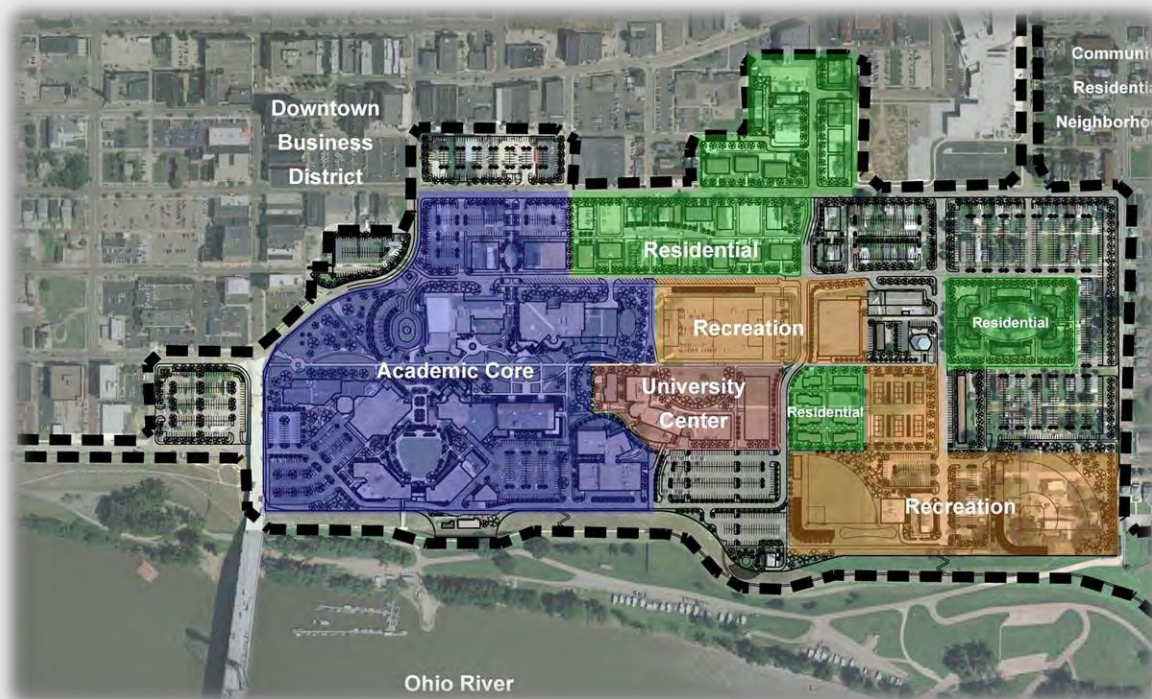 Downtown
Business
District
Residential
Recreation
Residential
Academic Core
University
Center
Residential
Recreation
Ohio River